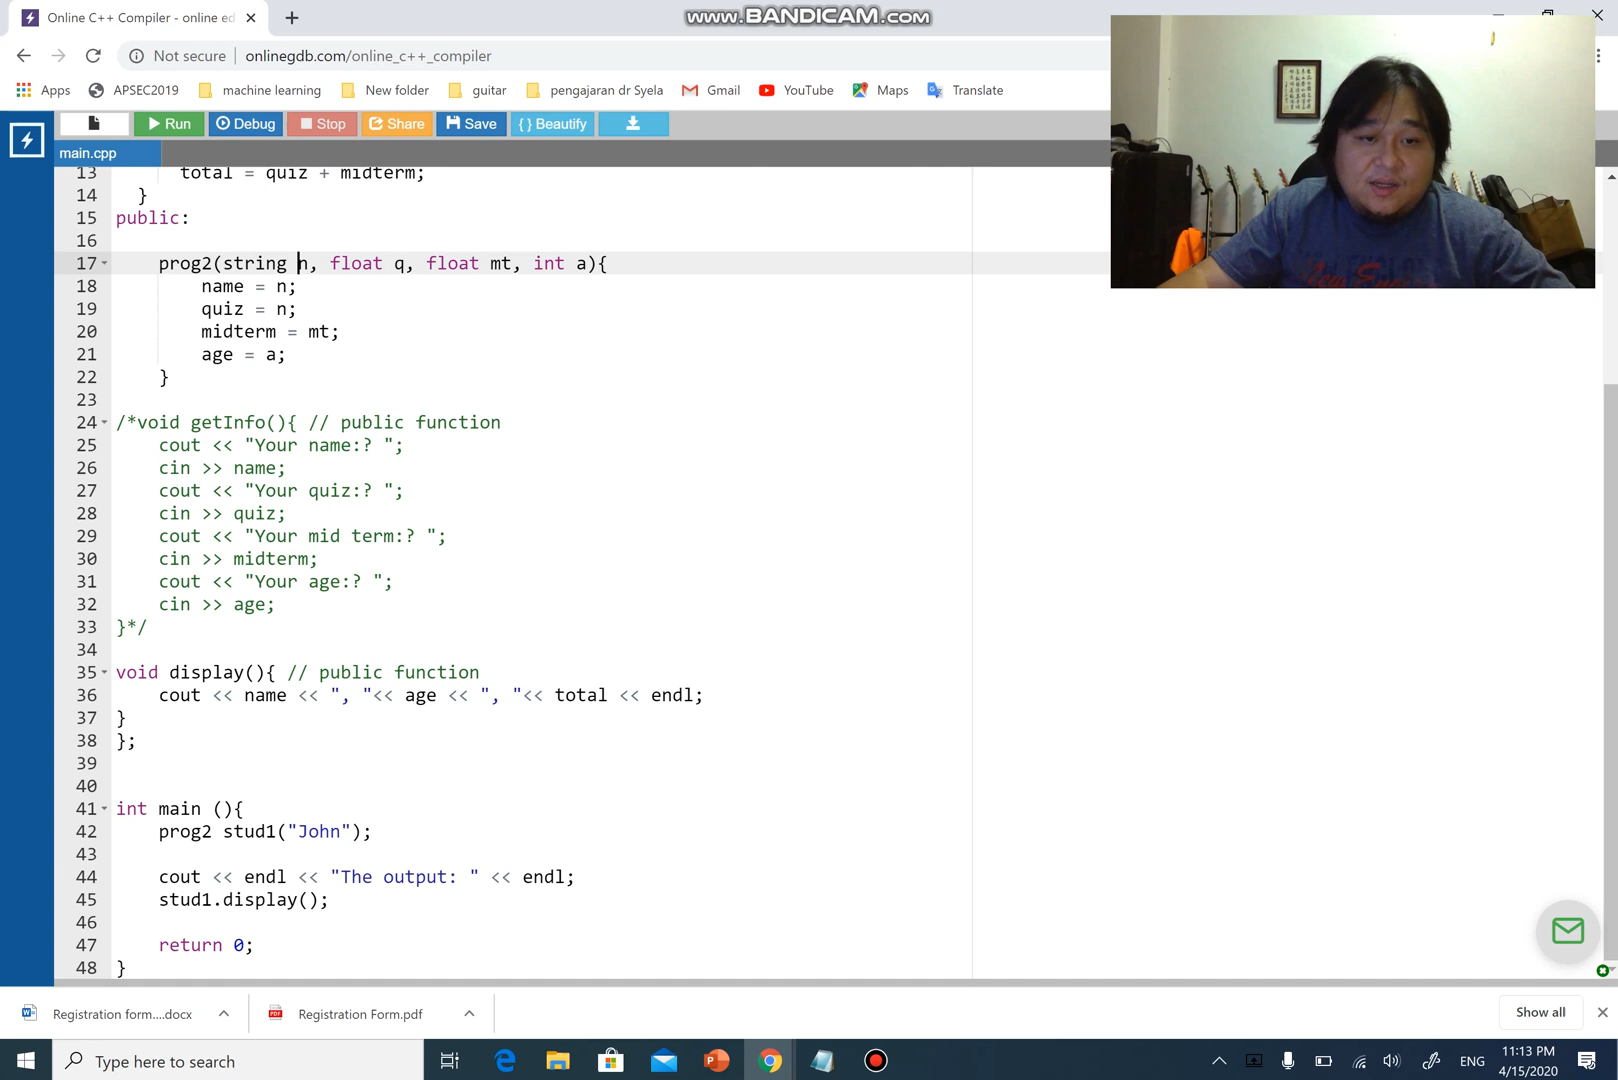 Online C++ Compiler - online ed
www.BANDICAM.com
Not secure | onlinegdb.com/online_c++_compiler
Apps APSEC2019 machine learning New folder guitar pengajaran dr Syela Gmail YouTube Maps Translate
Run Debug Stop Share Save { } Beautify
main.cpp
13 total = quiz + midterm;
14 }
15 public:
16
17 prog2(string n, float q, float mt, int a){
18 name = n;
19 quiz = n;
20 midterm = mt;
21 age = a;
22 }
23
24 /*void getInfo(){ // public function
25 cout << "Your name:? ";
26 cin >> name;
27 cout << "Your quiz:? ";
28 cin >> quiz;
29 cout << "Your mid term:? ";
30 cin >> midterm;
31 cout << "Your age:? ";
32 cin >> age;
33 }*/
34
35 void display(){ // public function
36 cout << name << ", "<< age << ", "<< total << endl;
37 }
38 };
39
40
41 int main (){
42 prog2 stud1("John");
43
44 cout << endl << "The output: " << endl;
45 stud1.display();
46
47 return 0;
48 }
Registration form....docx Registration Form.pdf Show all
Type here to search
ENG
11:13 PM
4/15/2020